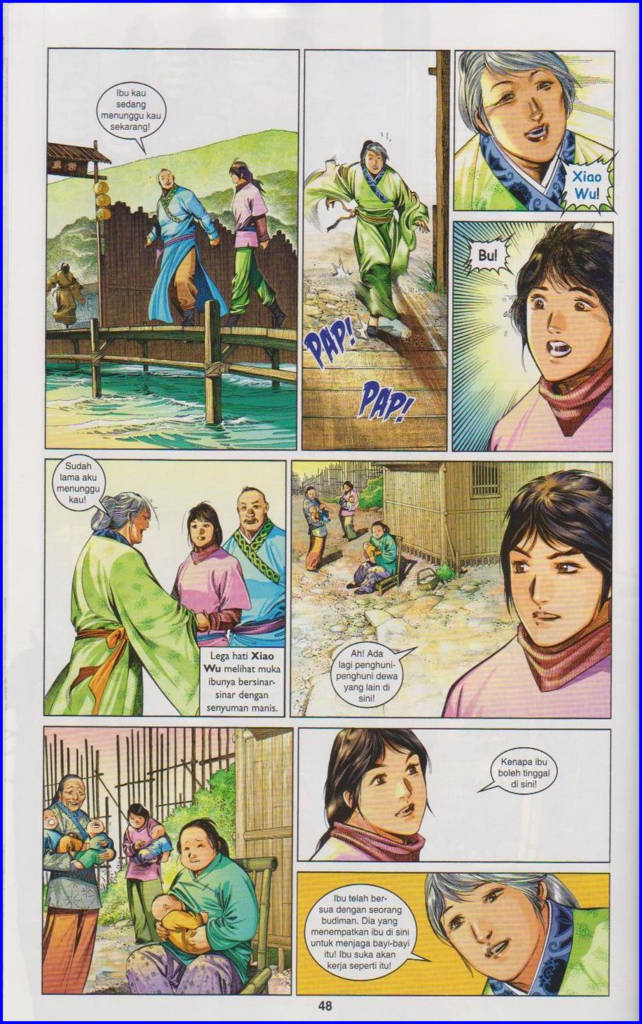 Ibu kau
sedang
menunggu kau
sekarang!
PAP!
PAP!
Xiao
Wu!
Bu!
Sudah
lama aku
menunggu
kau!
Lega hati Xiao
Wu melihat muka
ibunya bersinar-
sinar dengan
senyuman manis.
Ah! Ada
lagi penghuni-
penghuni dewa
yang lain di
sini!
Kenapa ibu
boleh tinggal
di sini!
Ibu telah ber-
sua dengan seorang
budiman. Dia yang
menempatkan ibu di sini
untuk menjaga bayi-bayi
itu! Ibu suka akan
kerja seperti itu!
48